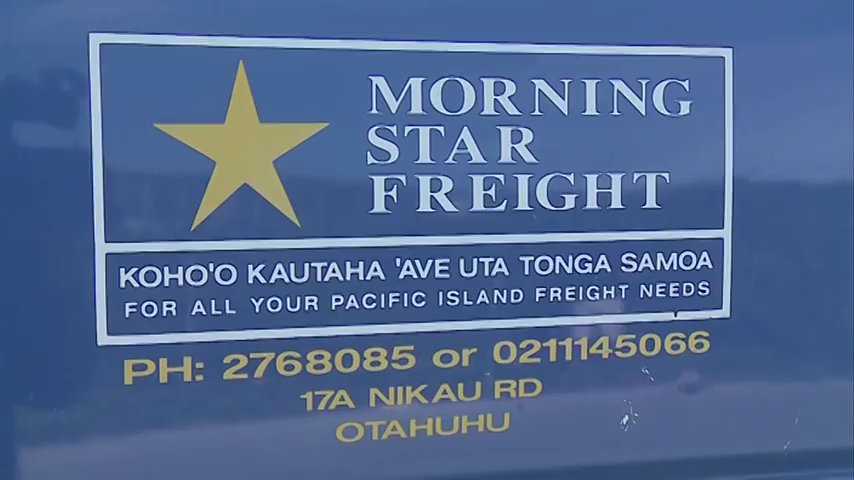 MORNING
STAR
FREIGHT
KOHO'O KAUTAHA 'AVE UTA TONGA SAMOA
FOR ALL YOUR PACIFIC ISLAND FREIGHT NEEDS
PH: 2768085 or 0211145066
17A NIKAU RD
OTAHUHU